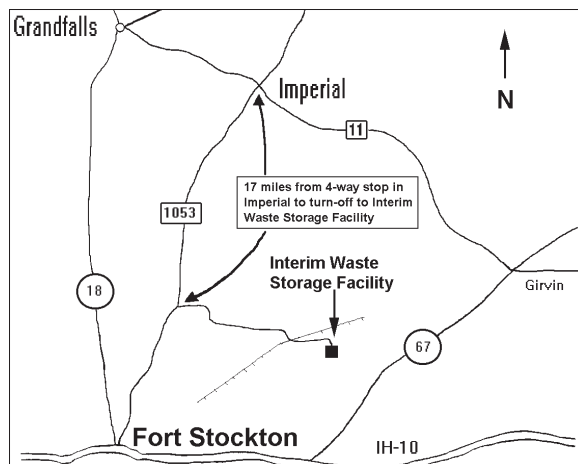 Grandfalls
Imperial
N
11
17 miles from 4-way stop in
Imperial to turn-off to Interim
Waste Storage Facility
1053
Interim Waste
Storage Facility
Girvin
18
67
Fort Stockton
IH-10